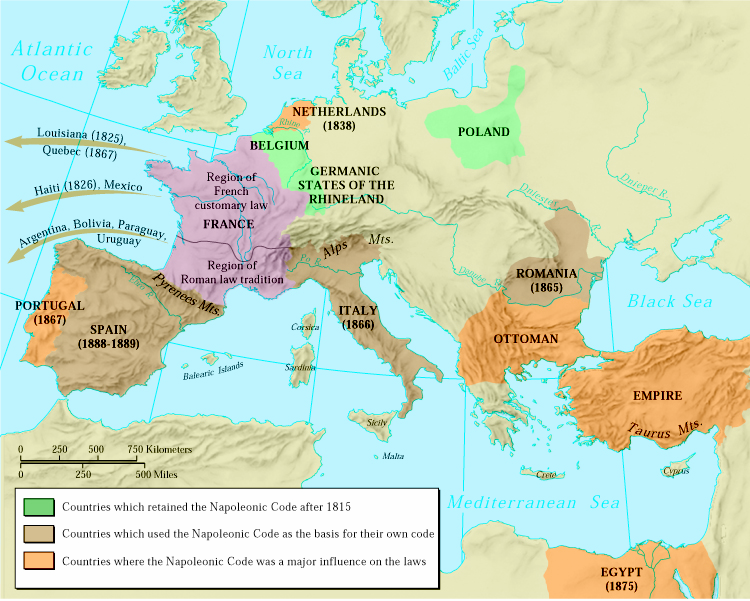 Atlantic
Ocean
North
Sea
Baltic Sea
NETHERLANDS
(1838)
Rhine
BELGIUM
POLAND
Louisiana (1825),
Quebec (1867)
GERMANIC
STATES OF THE
RHINELAND
Region of
French
customary law
Haiti (1826), Mexico
Dniester R
Dnieper R
FRANCE
Argentina, Bolivia, Paraguay,
Uruguay
Alps Mts.
Po R
Region of
Roman law tradition
Pyrenees Mts.
Danube R
ROMANIA
(1865)
Black Sea
PORTUGAL
(1867)
SPAIN
(1888-1889)
ITALY
(1866)
Corsica
OTTOMAN
Balearic Islands
Sardinia
EMPIRE
Taurus Mts.
Sicily
Malta
Crete
Cyprus
0 250 500 750 Kilometers
0 250 500 Miles
Mediterranean Sea
Countries which retained the Napoleonic Code after 1815
Countries which used the Napoleonic Code as the basis for their own code
Countries where the Napoleonic Code was a major influence on the laws
EGYPT
(1875)